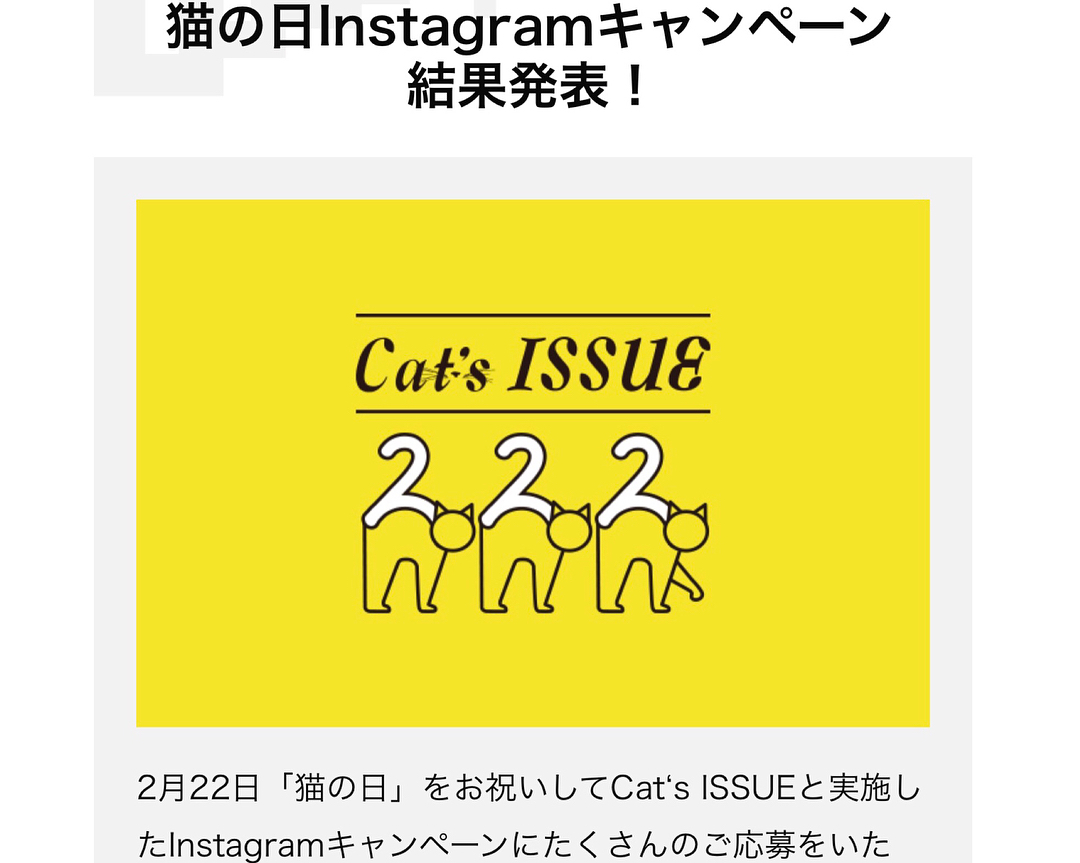 猫の日Instagramキャンペーン
結果発表！
Cat's ISSUE
222
2月22日「猫の日」をお祝いしてCat‘s ISSUEと実施し
たInstagramキャンペーンにたくさんのご応募をいた